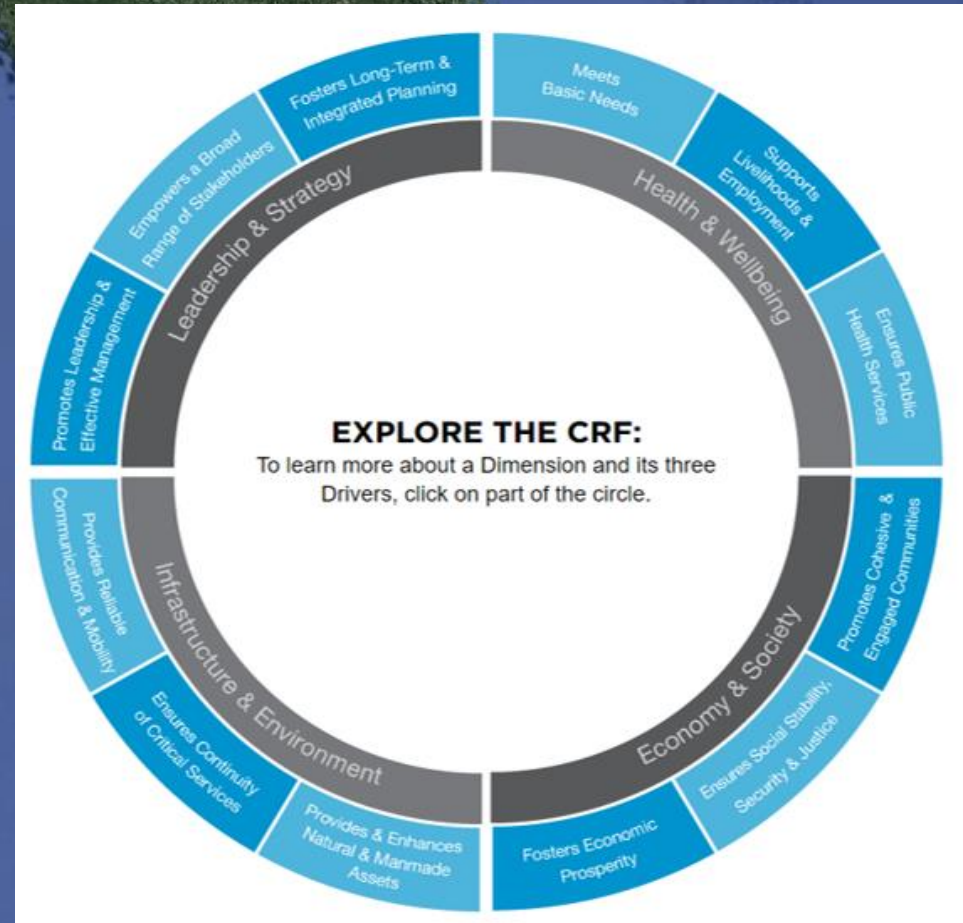 Meets
Basic Needs
Supports
Livelihoods &
Employment
Ensures Public
Health Services
Health & Wellbeing
Promotes Cohesive &
Engaged Communities
Ensures Social Stability,
Security & Justice
Fosters Economic
Prosperity
Economy & Society
Provides & Enhances
Natural & Manmade
Assets
Ensures Continuity
of Critical Services
Provides Reliable
Communication & Mobility
Infrastructure & Environment
Promotes Leadership &
Effective Management
Empowers a Broad
Range of Stakeholders
Fosters Long-Term &
Integrated Planning
Leadership & Strategy
EXPLORE THE CRF:
To learn more about a Dimension and its three
Drivers, click on part of the circle.